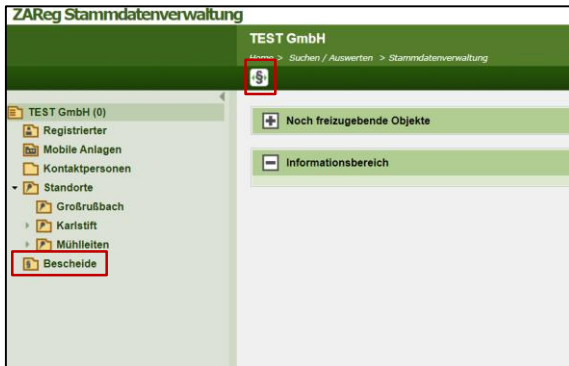 ZAReg Stammdatenverwaltung
TEST GmbH
Home > Suchen / Auswerten > Stammdatenverwaltung
§
TEST GmbH (0)
Registrierter
Mobile Anlagen
Kontaktpersonen
Standorte
Großrußbach
Karlstift
Mühlleiten
§ Bescheide
Noch freizugebende Objekte
Informationsbereich